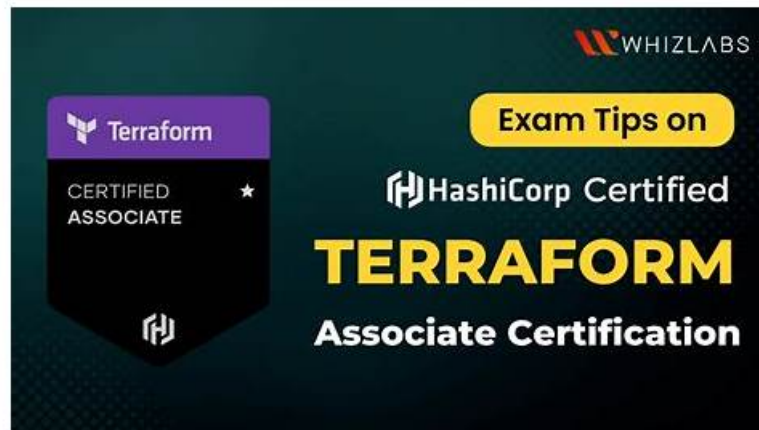 WHIZLABS
Terraform
CERTIFIED
ASSOCIATE
Exam Tips on
HashiCorp Certified
TERRAFORM
Associate Certification